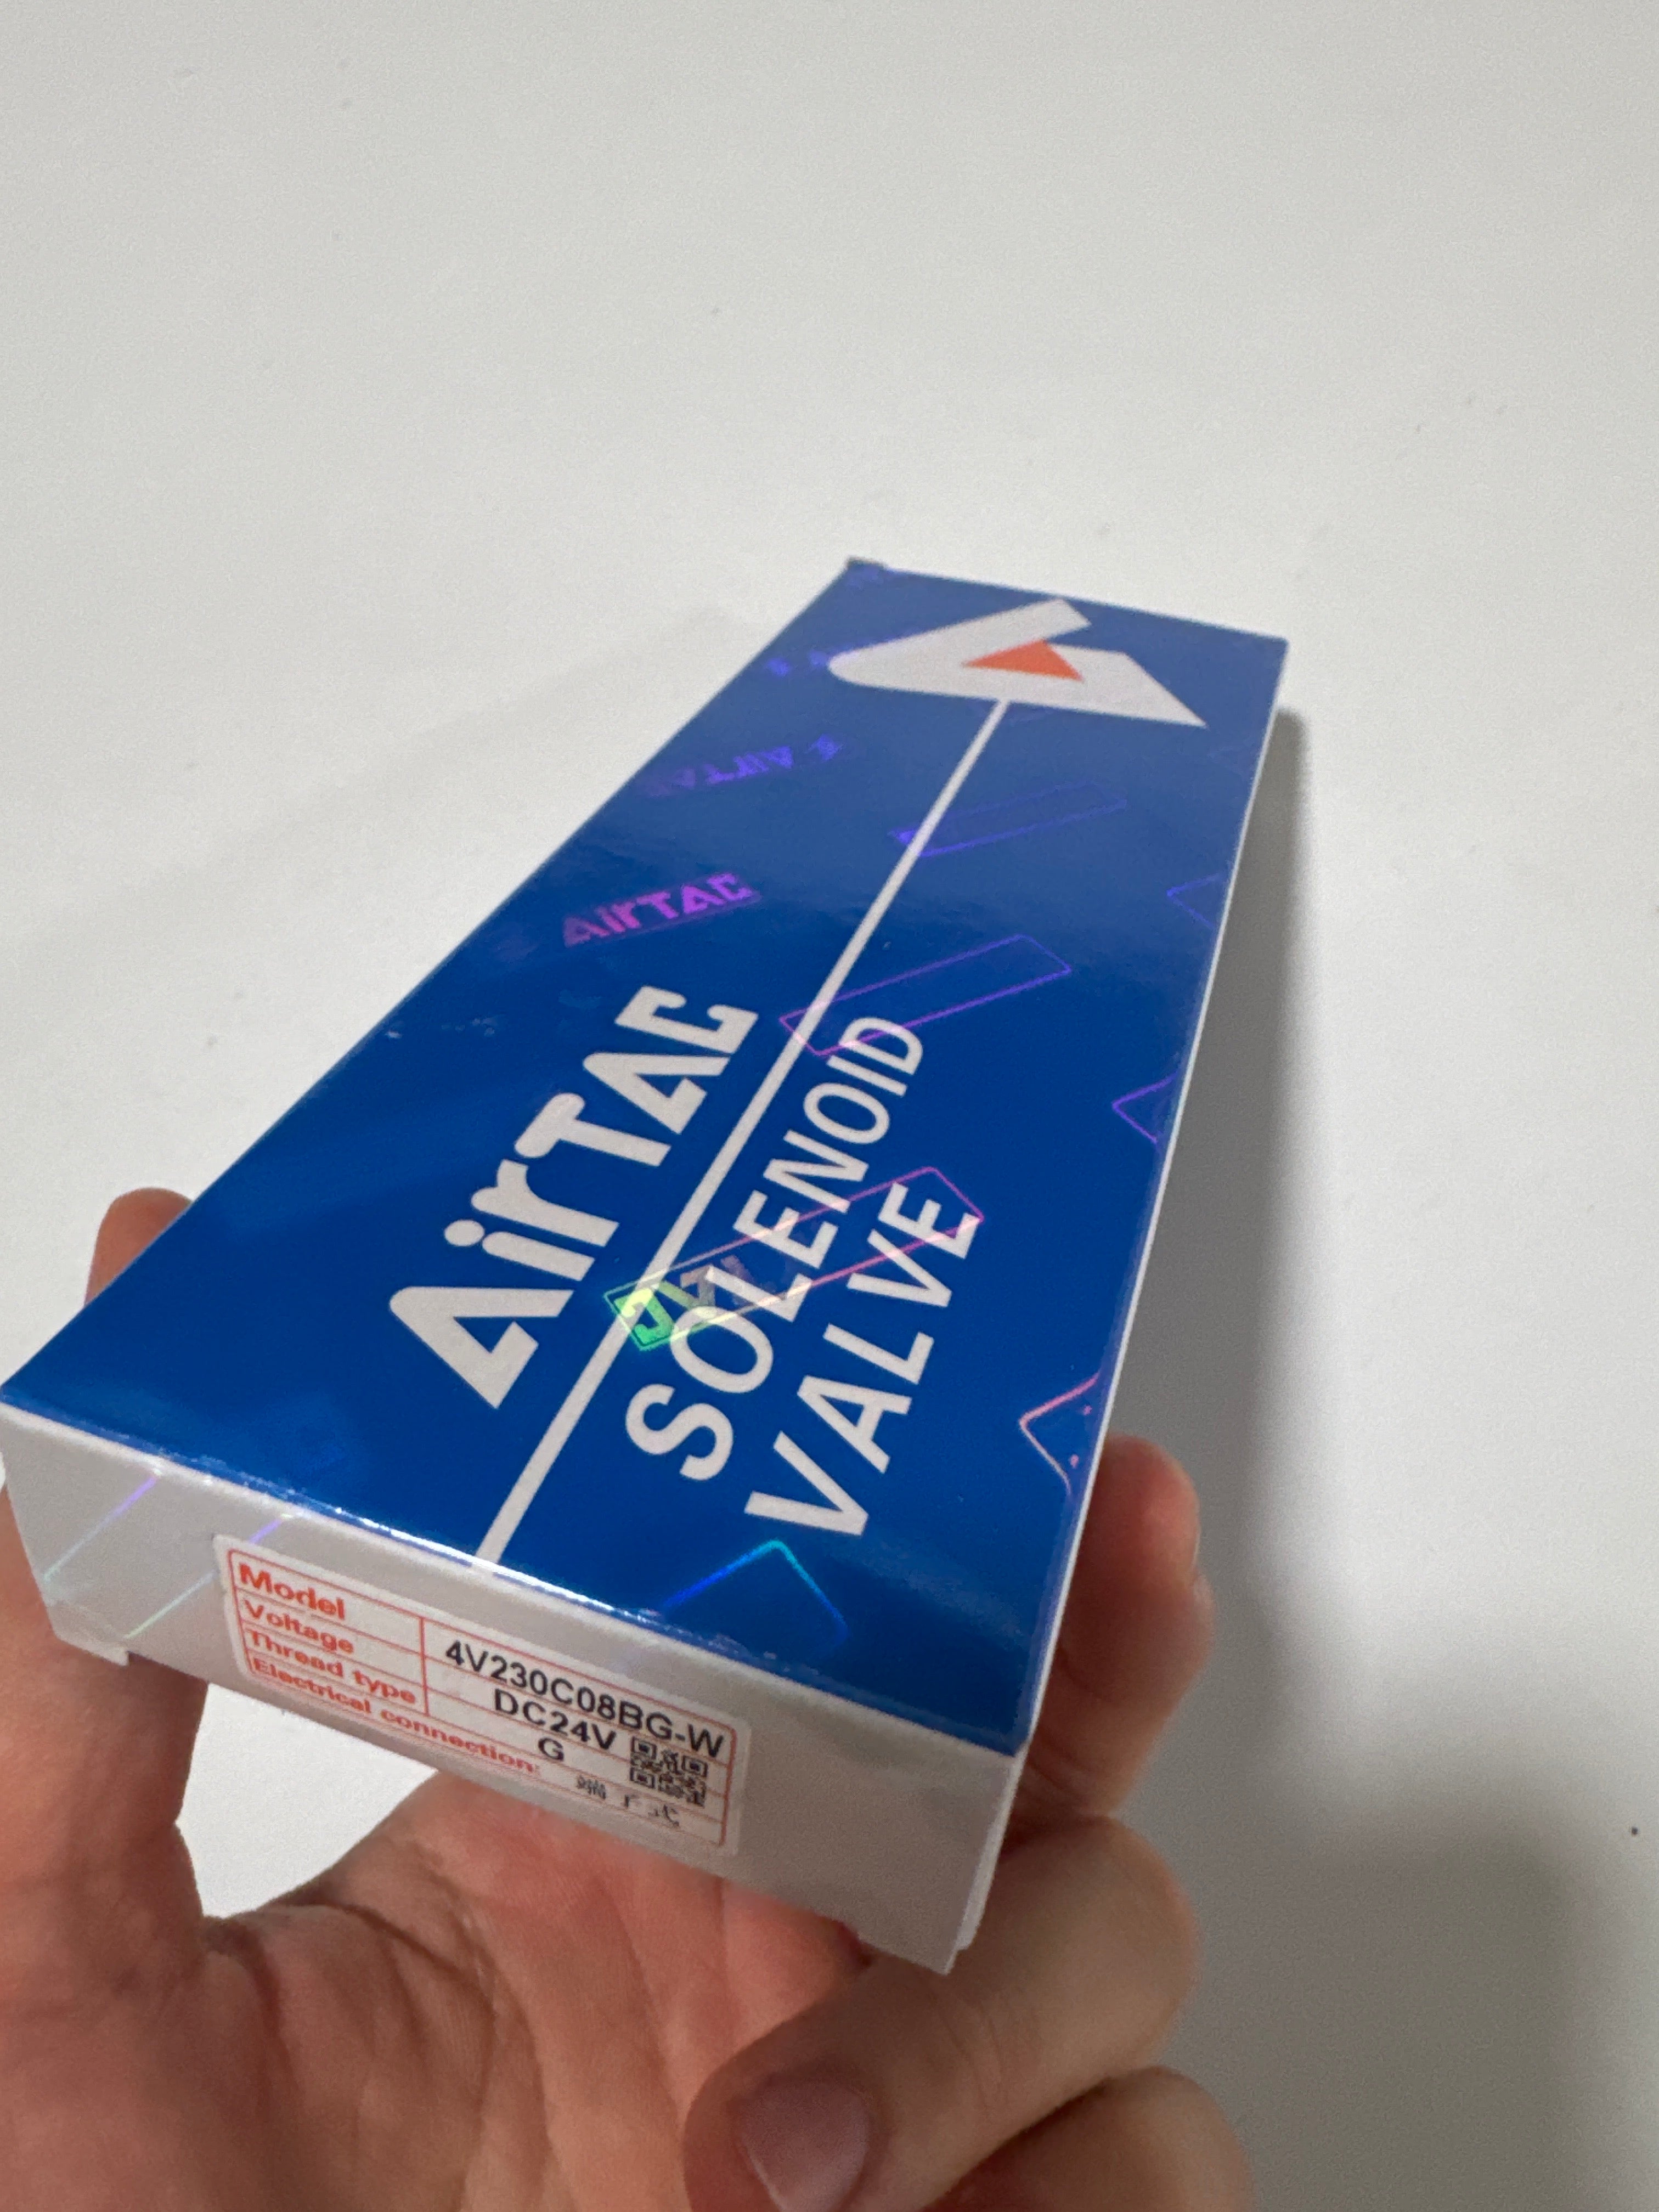 AirTAC
SOLENOID
VALVE
AirTAC
AirTAC
Model 4V230C08BG-W
Voltage DC24V
Thread type G
Electrical connection: 端子式